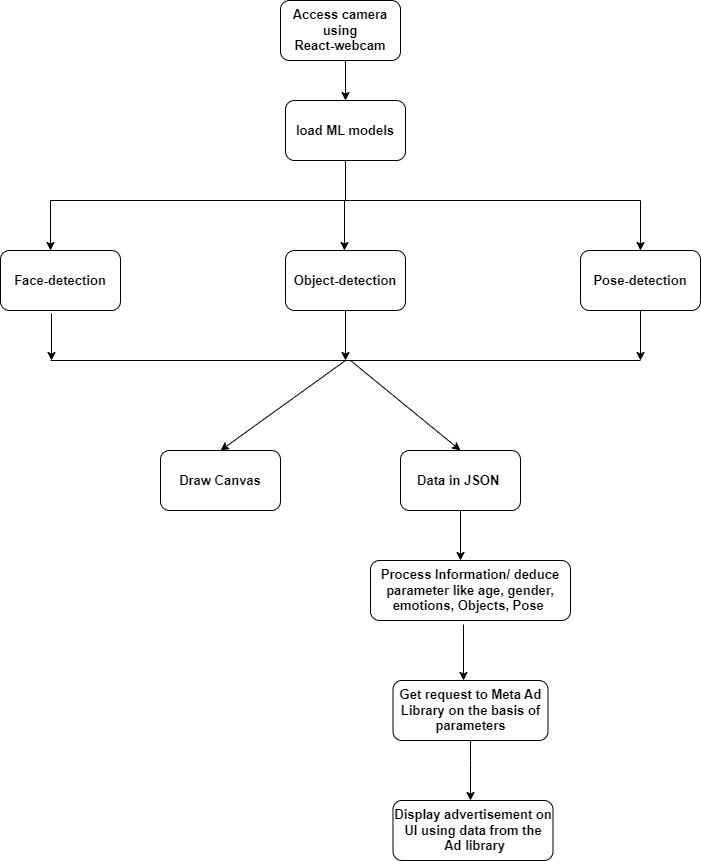 Access camera
using
React-webcam
load ML models
Face-detection
Object-detection
Pose-detection
Draw Canvas
Data in JSON
Process Information/ deduce
parameter like age, gender,
emotions, Objects, Pose
Get request to Meta Ad
Library on the basis of
parameters
Display advertisement on
UI using data from the
Ad library